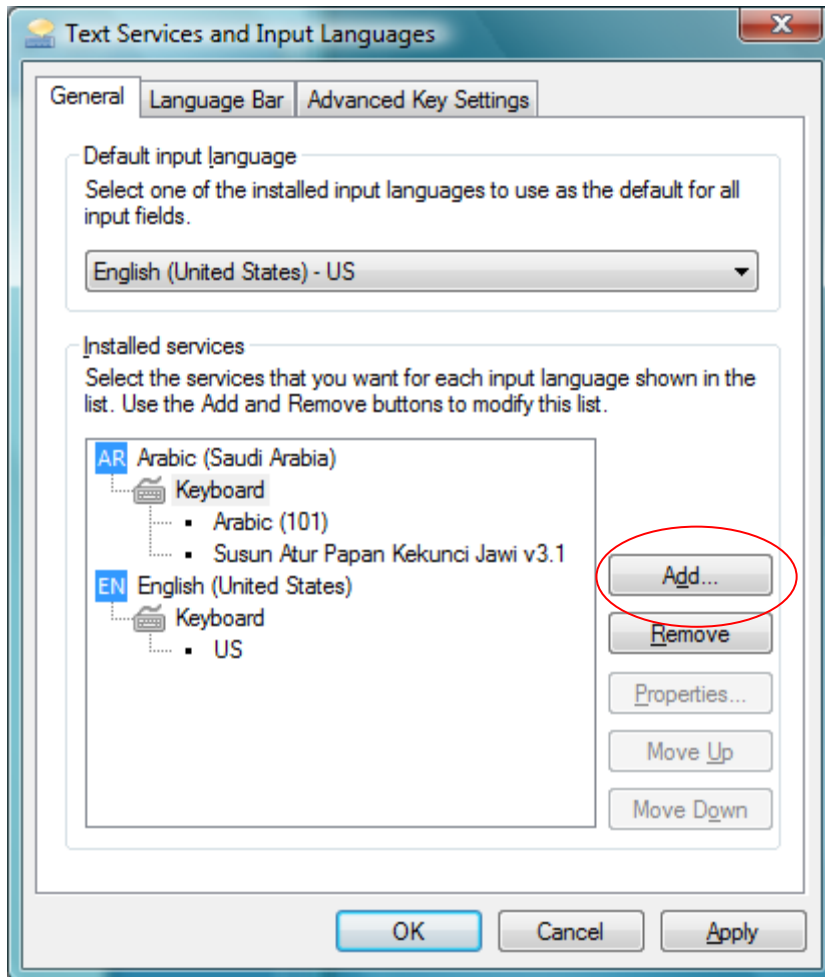 Text Services and Input Languages
General
Language Bar
Advanced Key Settings
Default input language
Select one of the installed input languages to use as the default for all
input fields.
English (United States) - US
Installed services
Select the services that you want for each input language shown in the
list. Use the Add and Remove buttons to modify this list.
AR Arabic (Saudi Arabia)
Keyboard
Arabic (101)
Susun Atur Papan Kekunci Jawi v3.1
EN English (United States)
Keyboard
US
Add...
Remove
Properties...
Move Up
Move Down
OK
Cancel
Apply